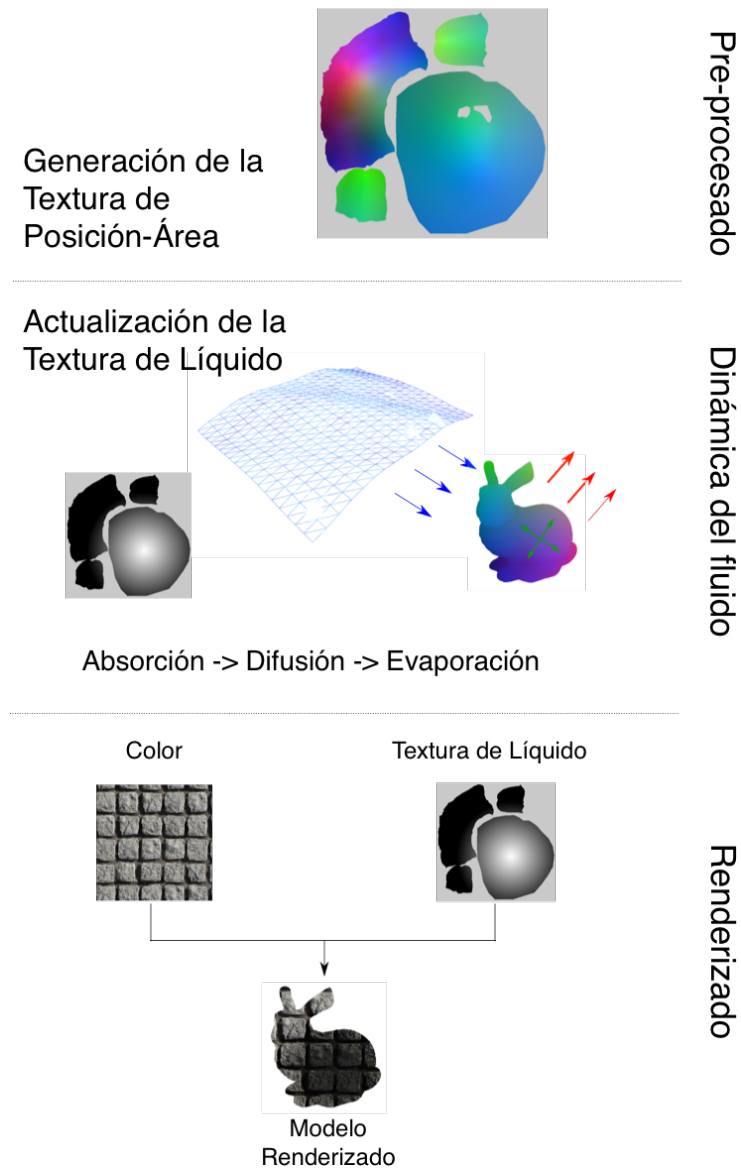 Pre-procesado
Generación de la
Textura de
Posición-Área
Actualización de la
Textura de Líquido
Dinámica del fluido
Absorción -> Difusión -> Evaporación
Color
Textura de Líquido
Renderizado
Modelo
Renderizado